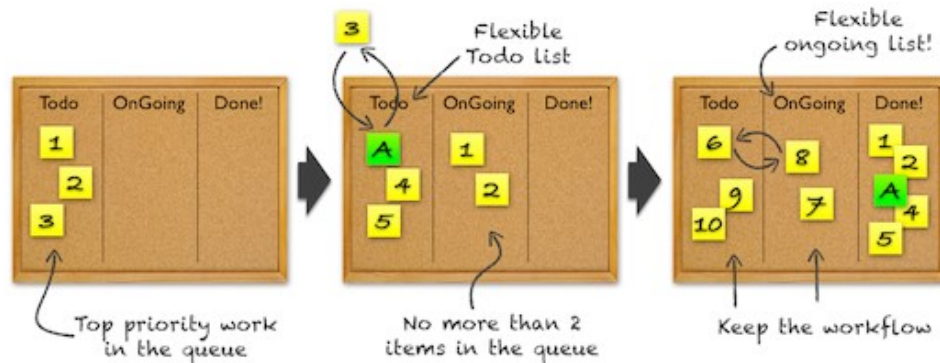 3
Flexible
Todo list
Flexible
ongoing list!
Todo OnGoing Done!
1
2
3
Todo OnGoing Done!
A 1
4 2
5
Todo OnGoing Done!
6 8 1
2
9 7 A
10 4
5
Top priority work
in the queue
No more than 2
items in the queue
Keep the workflow